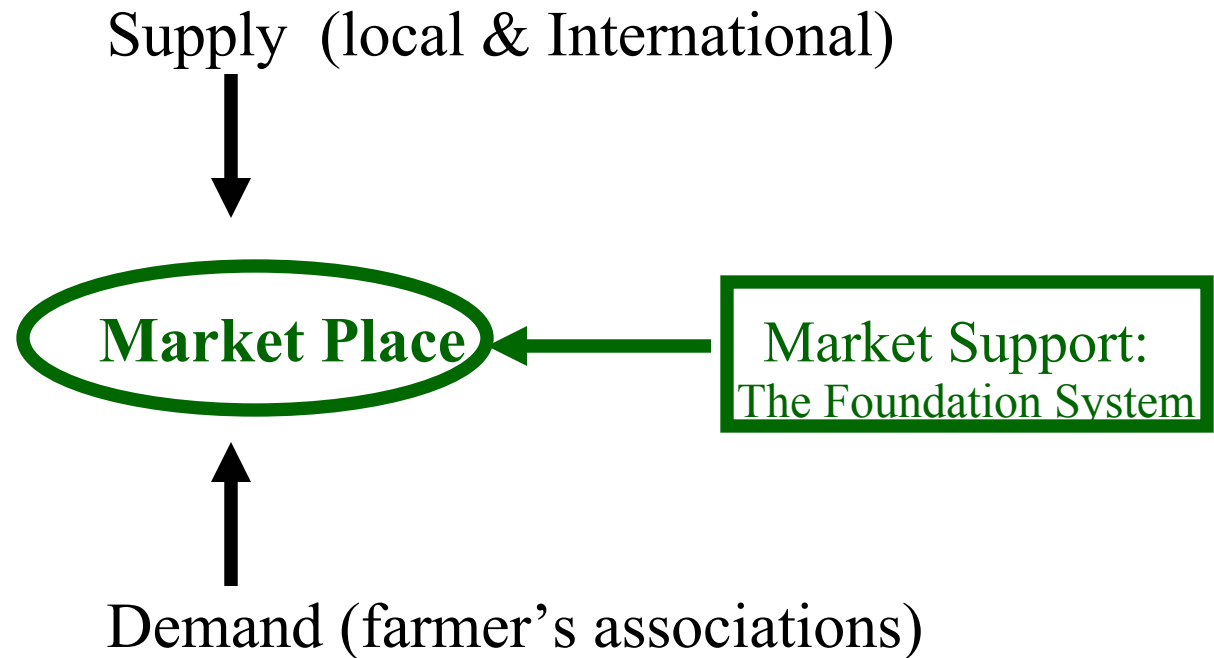 Supply (local & International)
Market Place
Market Support:
The Foundation System
Demand (farmer’s associations)